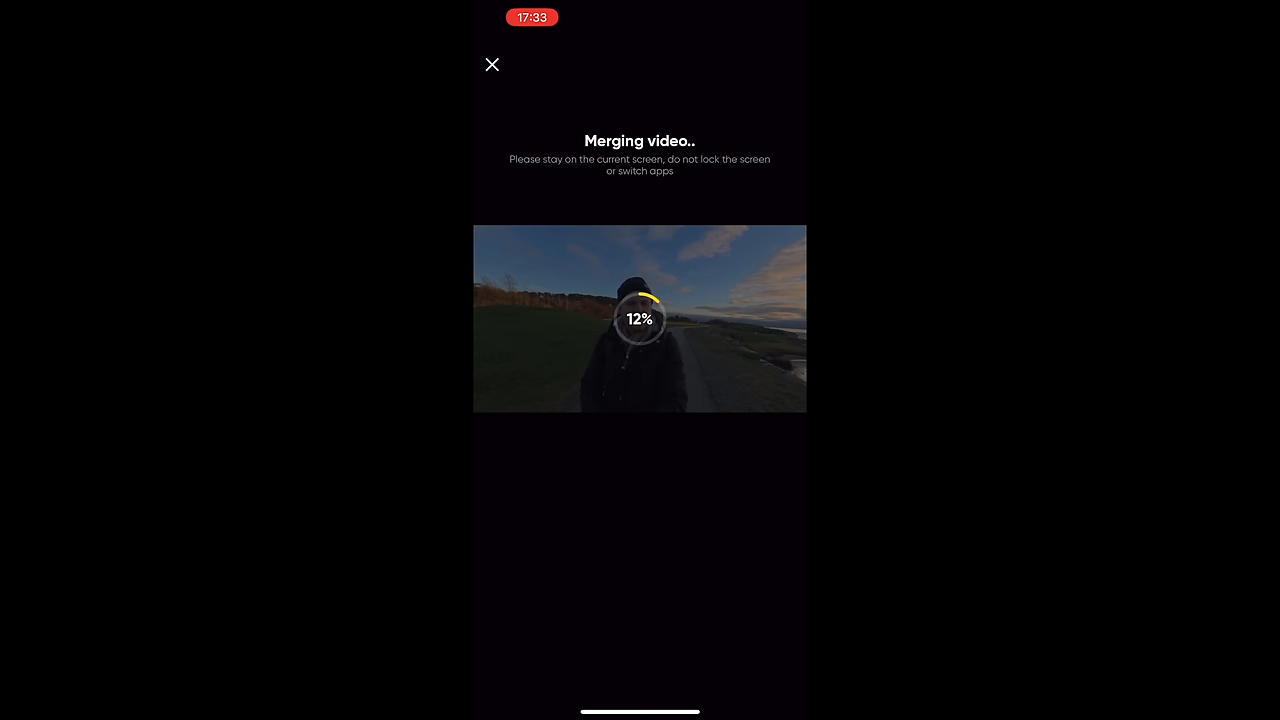 17:33
Merging video..
Please stay on the current screen, do not lock the screen
or switch apps
12%